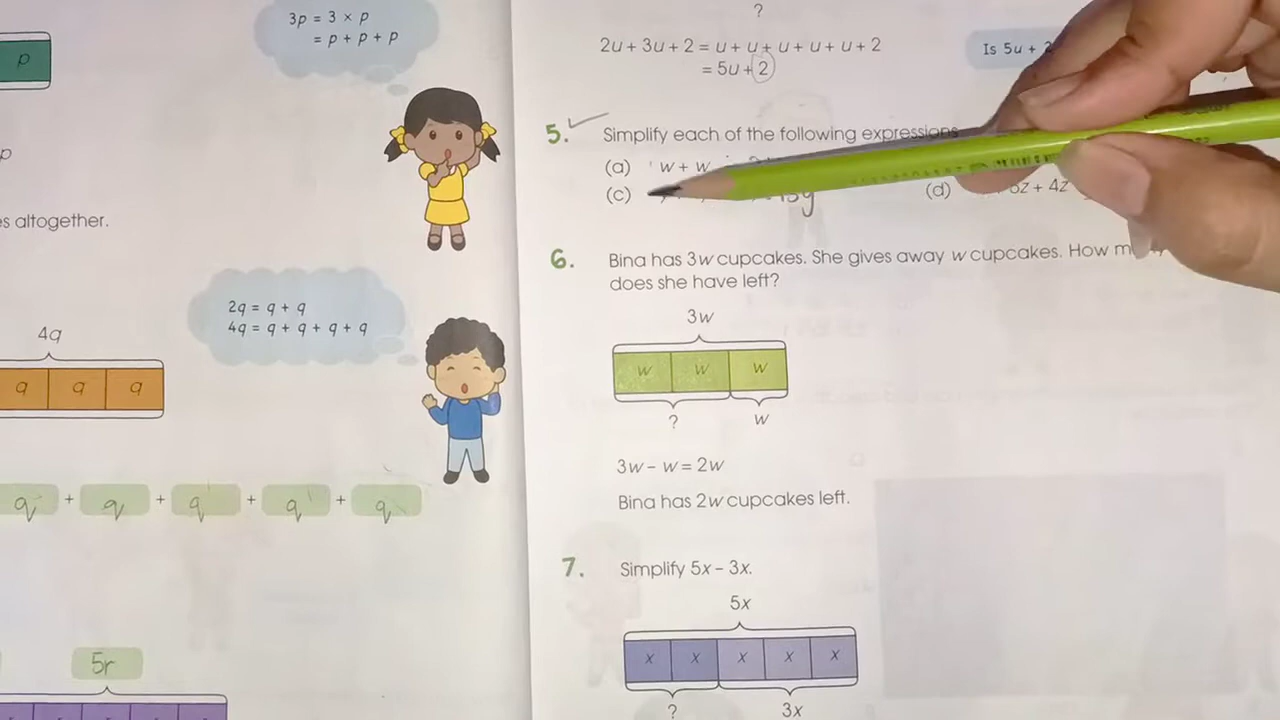 3p = 3 × p
= p + p + p
p
p
s altogether.
2q = q + q
4q = q + q + q + q
4q
q q q
q + q + q + q + q
5r
?
2u + 3u + 2 = u + u + u + u + u + 2
= 5u + 2
Is 5u + 2
5. Simplify each of the following expressions
(a) w + w
(c) (d) 4z
6. Bina has 3w cupcakes. She gives away w cupcakes. How
does she have left?
3w
w w w
? w
3w – w = 2w
Bina has 2w cupcakes left.
7. Simplify 5x – 3x.
5x
x x x x x
? 3x